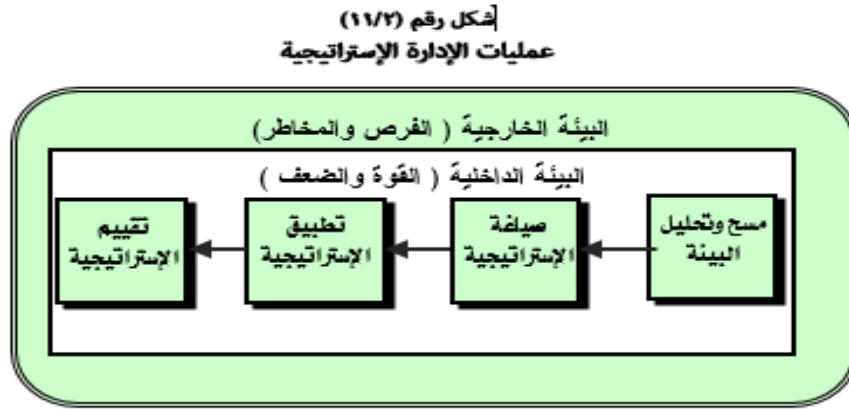 شكل رقم (١١/٢)
عمليات الإدارة الإستراتيجية
البيئة الخارجية ( الفرص والمخاطر)
البيئة الداخلية ( القوة والضعف )
مسح وتحليل
البيئة
صياغة
الإستراتيجية
تطبيق
الإستراتيجية
تقييم
الإستراتيجية